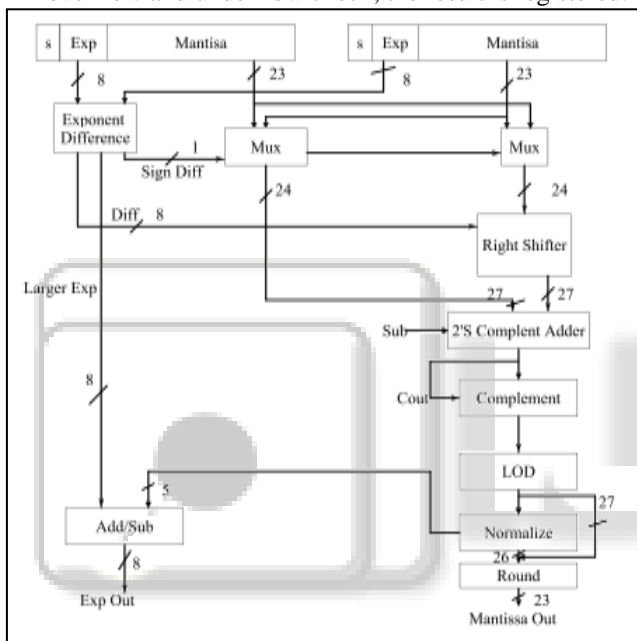 s Exp Mantisa s Exp Mantisa
8 23 8 23
Exponent
Difference
1
Mux Mux
Sign Diff
24 24
Diff 8
Right Shifter
Larger Exp
27 27
Sub 2'S Complent Adder
8
Cout Complement
LOD
5 27
Add/Sub Normalize
26
8 Round
Exp Out 23
Mantissa Out